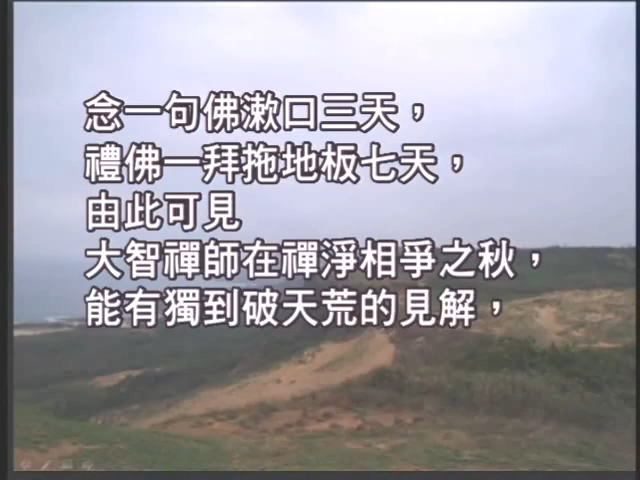 念一句佛漱口三天，
禮佛一拜拖地板七天，
由此可見
大智禪師在禪淨相爭之秋，
能有獨到破天荒的見解，